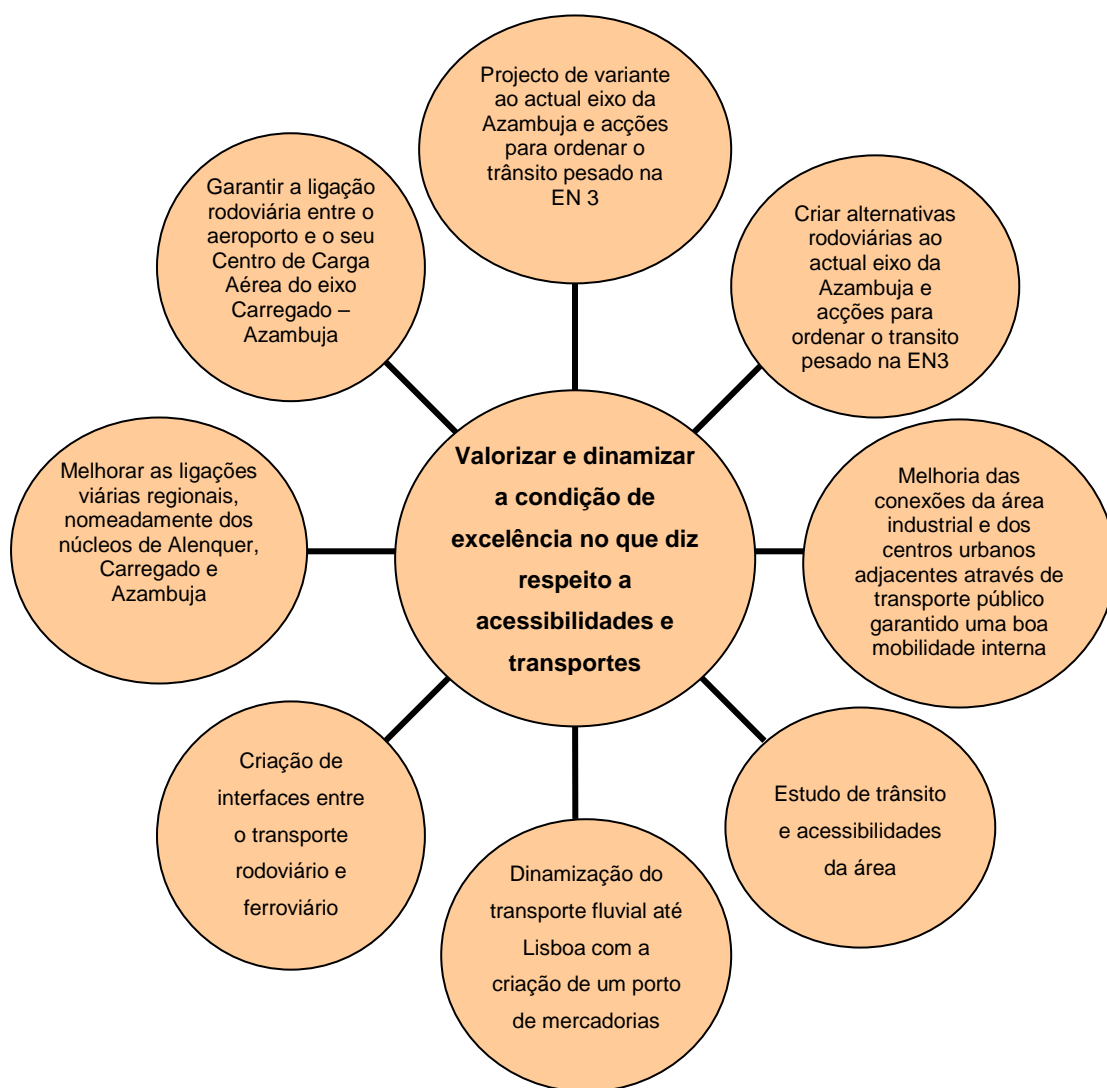 Projecto de variante
ao actual eixo da
Azambuja e acções
para ordenar o
trânsito pesado na
EN 3
Criar alternativas
rodoviárias ao
actual eixo da
Azambuja e
acções para
ordenar o transito
pesado na EN3
Melhoria das
conexões da área
industrial e dos
centros urbanos
adjacentes através de
transporte público
garantido uma boa
mobilidade interna
Estudo de trânsito
e acessibilidades
da área
Dinamização do
transporte fluvial até
Lisboa com a
criação de um porto
de mercadorias
Criação de
interfaces entre
o transporte
rodoviário e
ferroviário
Melhorar as ligações
viárias regionais,
nomeadamente dos
núcleos de Alenquer,
Carregado e
Azambuja
Garantir a ligação
rodoviária entre o
aeroporto e o seu
Centro de Carga
Aérea do eixo
Carregado –
Azambuja
Valorizar e dinamizar
a condição de
excelência no que diz
respeito a
acessibilidades e
transportes